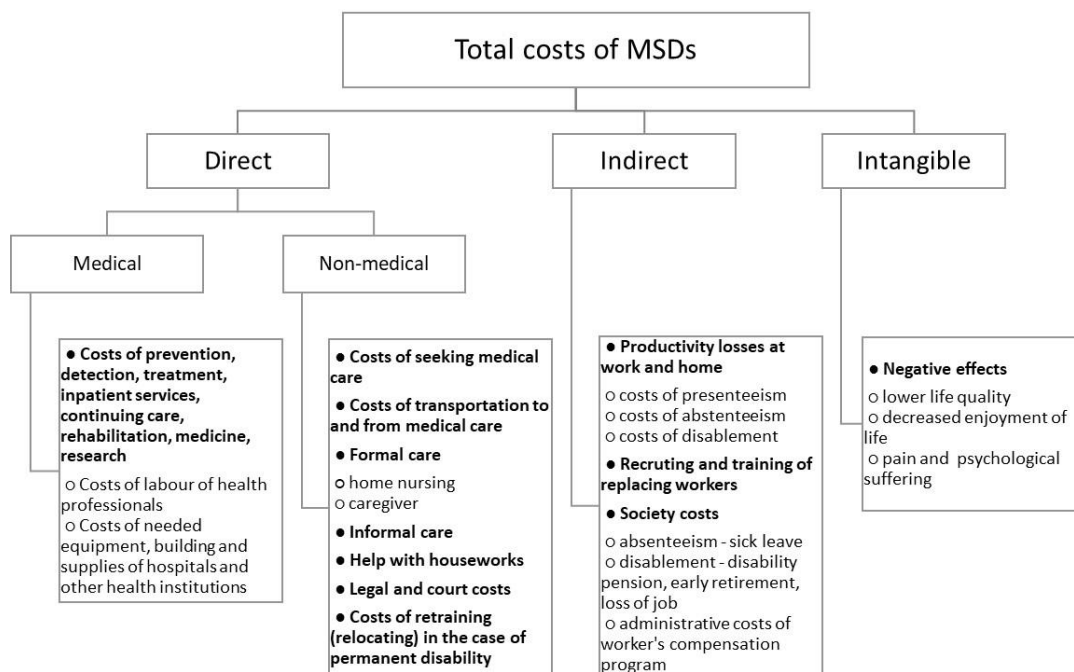 Total costs of MSDs
Direct
Indirect
Intangible
Medical
Non-medical
● Costs of prevention,
detection, treatment,
inpatient services,
continuing care,
rehabilitation, medicine,
research
○ Costs of labour of health
professionals
○ Costs of needed
equipment, building and
supplies of hospitals and
other health institutions
● Costs of seeking medical
care
● Costs of transportation to
and from medical care
● Formal care
○ home nursing
○ caregiver
● Informal care
● Help with houseworks
● Legal and court costs
● Costs of retraining
(relocating) in the case of
permanent disability
● Productivity losses at
work and home
○ costs of presenteeism
○ costs of abstenteeism
○ costs of disablement
● Recruting and training of
replacing workers
● Society costs
○ absenteeism - sick leave
○ disablement - disability
pension, early retirement,
loss of job
○ administrative costs of
worker's compensation
program
● Negative effects
○ lower life quality
○ decreased enjoyment of
life
○ pain and psychological
suffering